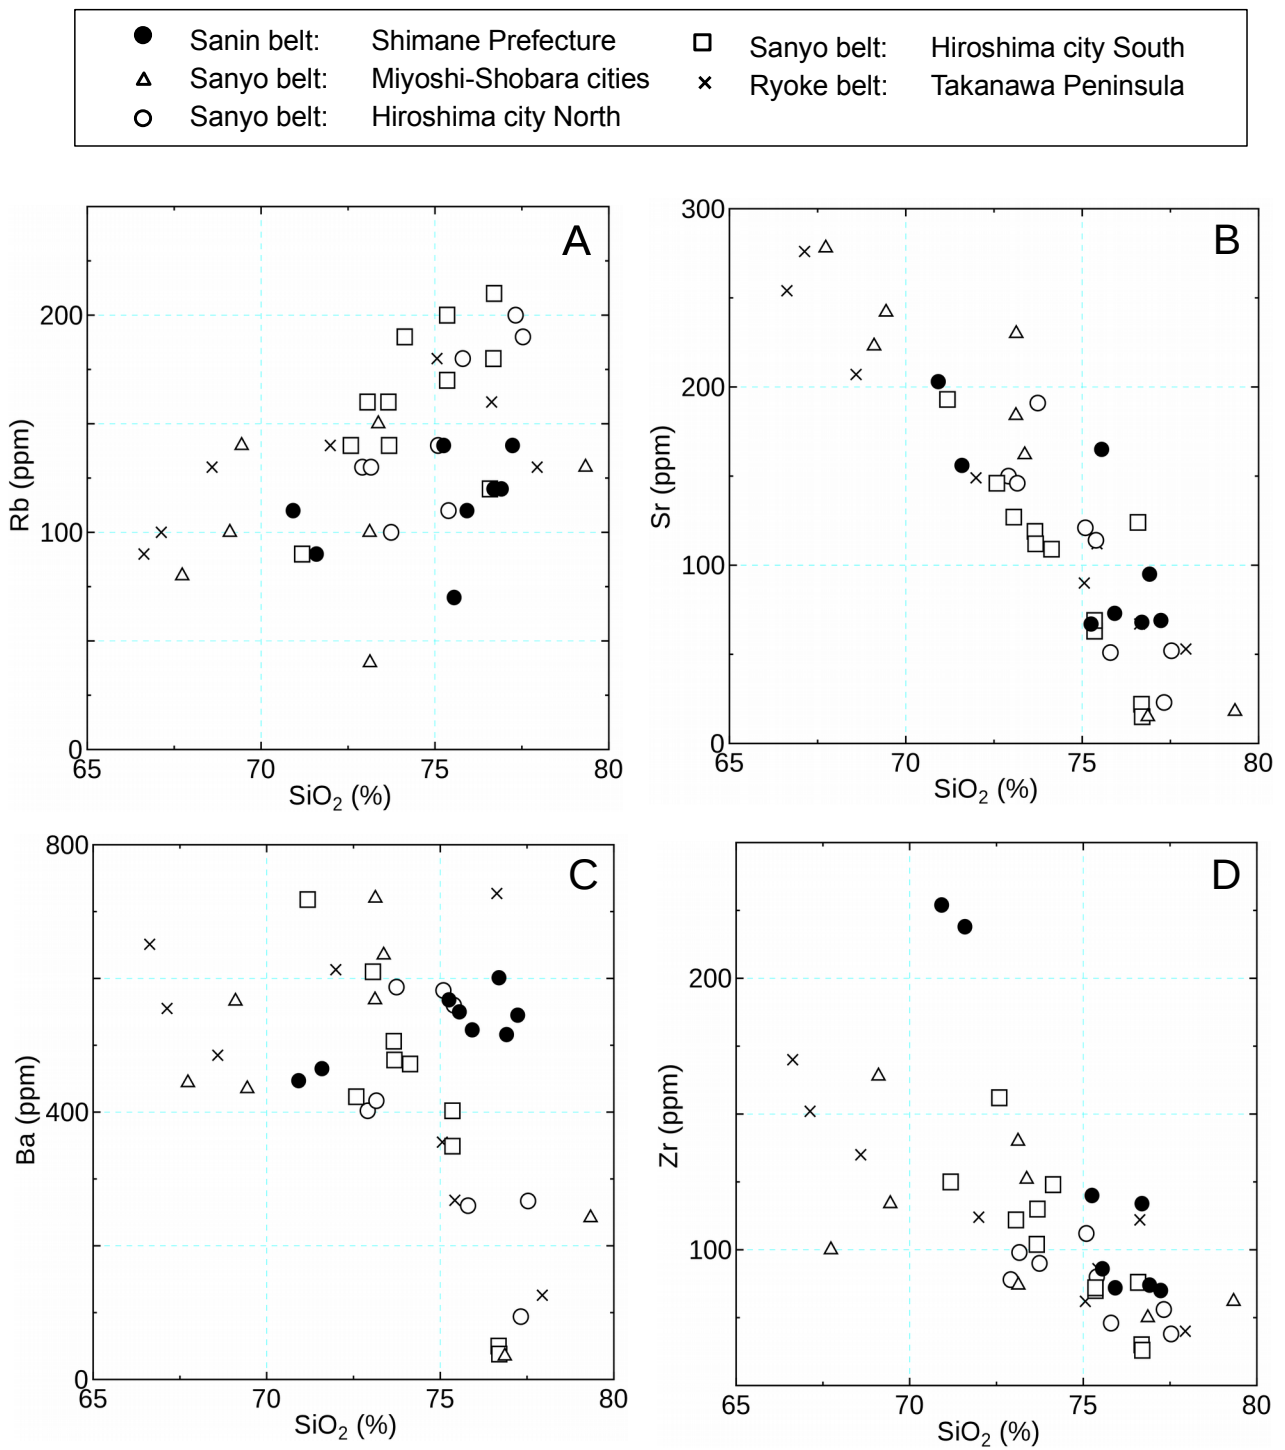 Sanin belt: Shimane Prefecture
Sanyo belt: Miyoshi-Shobara cities
Sanyo belt: Hiroshima city North
Sanyo belt: Hiroshima city South
Ryoke belt: Takanawa Peninsula
A
200
100
0
65 70 75 80
Rb (ppm)
SiO₂ (%)
B
300
200
100
0
65 70 75 80
Sr (ppm)
SiO₂ (%)
C
800
400
0
65 70 75 80
Ba (ppm)
SiO₂ (%)
D
200
100
65 70 75 80
Zr (ppm)
SiO₂ (%)